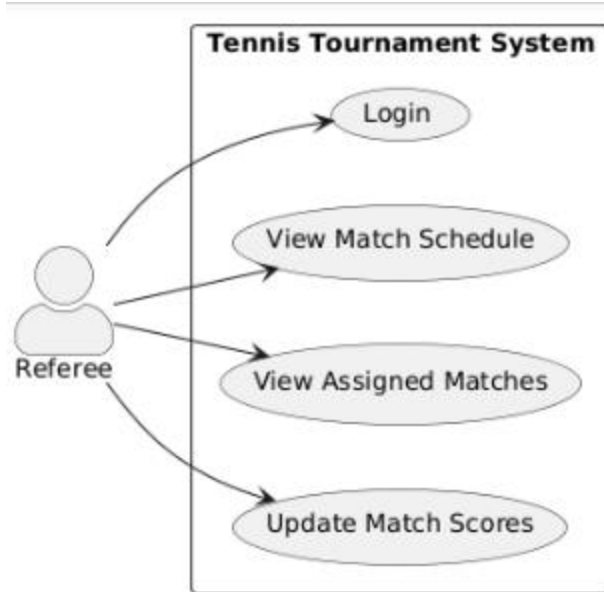 Tennis Tournament System
Login
View Match Schedule
Referee
View Assigned Matches
Update Match Scores